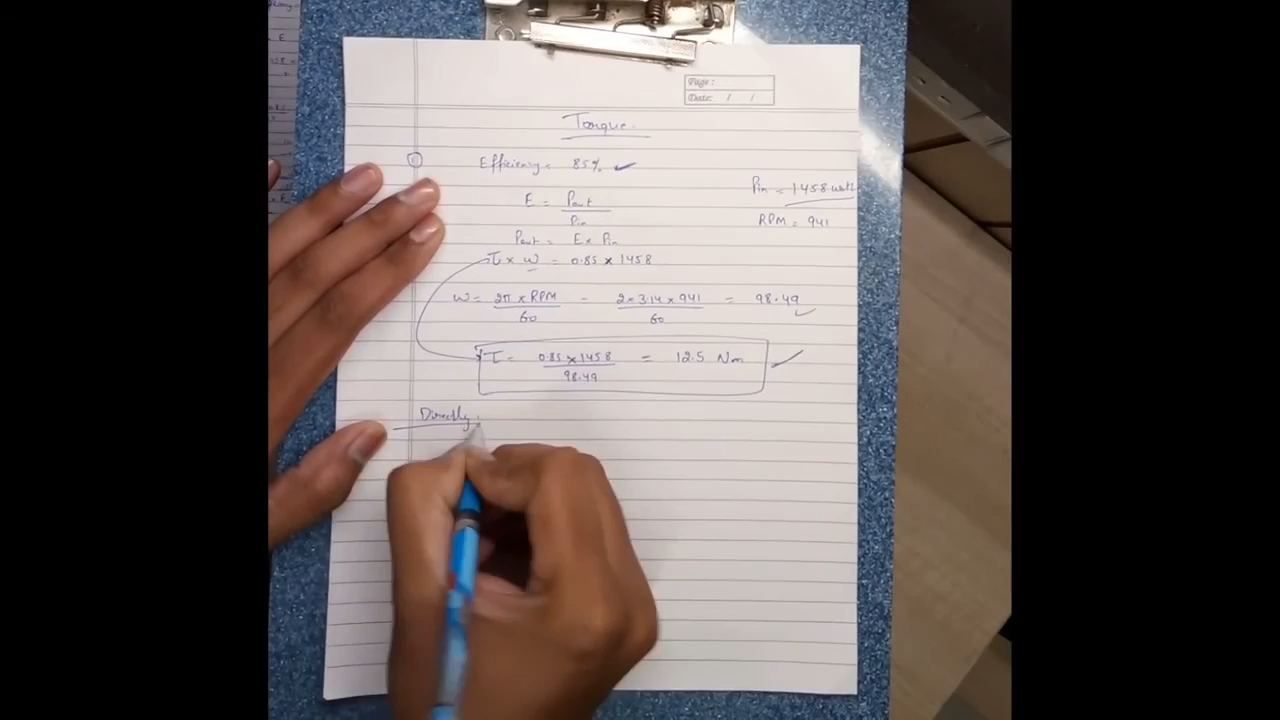 Page :
Date: / /
Torque.
Efficiency = 85%
Pin = 1458 watt
RPM = 941
E = Pout / Pin
Pout = E × Pin
τ × ω = 0.85 × 1458
ω = 2π × RPM / 60 = 2 × 3.14 × 941 / 60 = 98.49
τ = 0.85 × 1458 / 98.49 = 12.5 Nm
Directly :